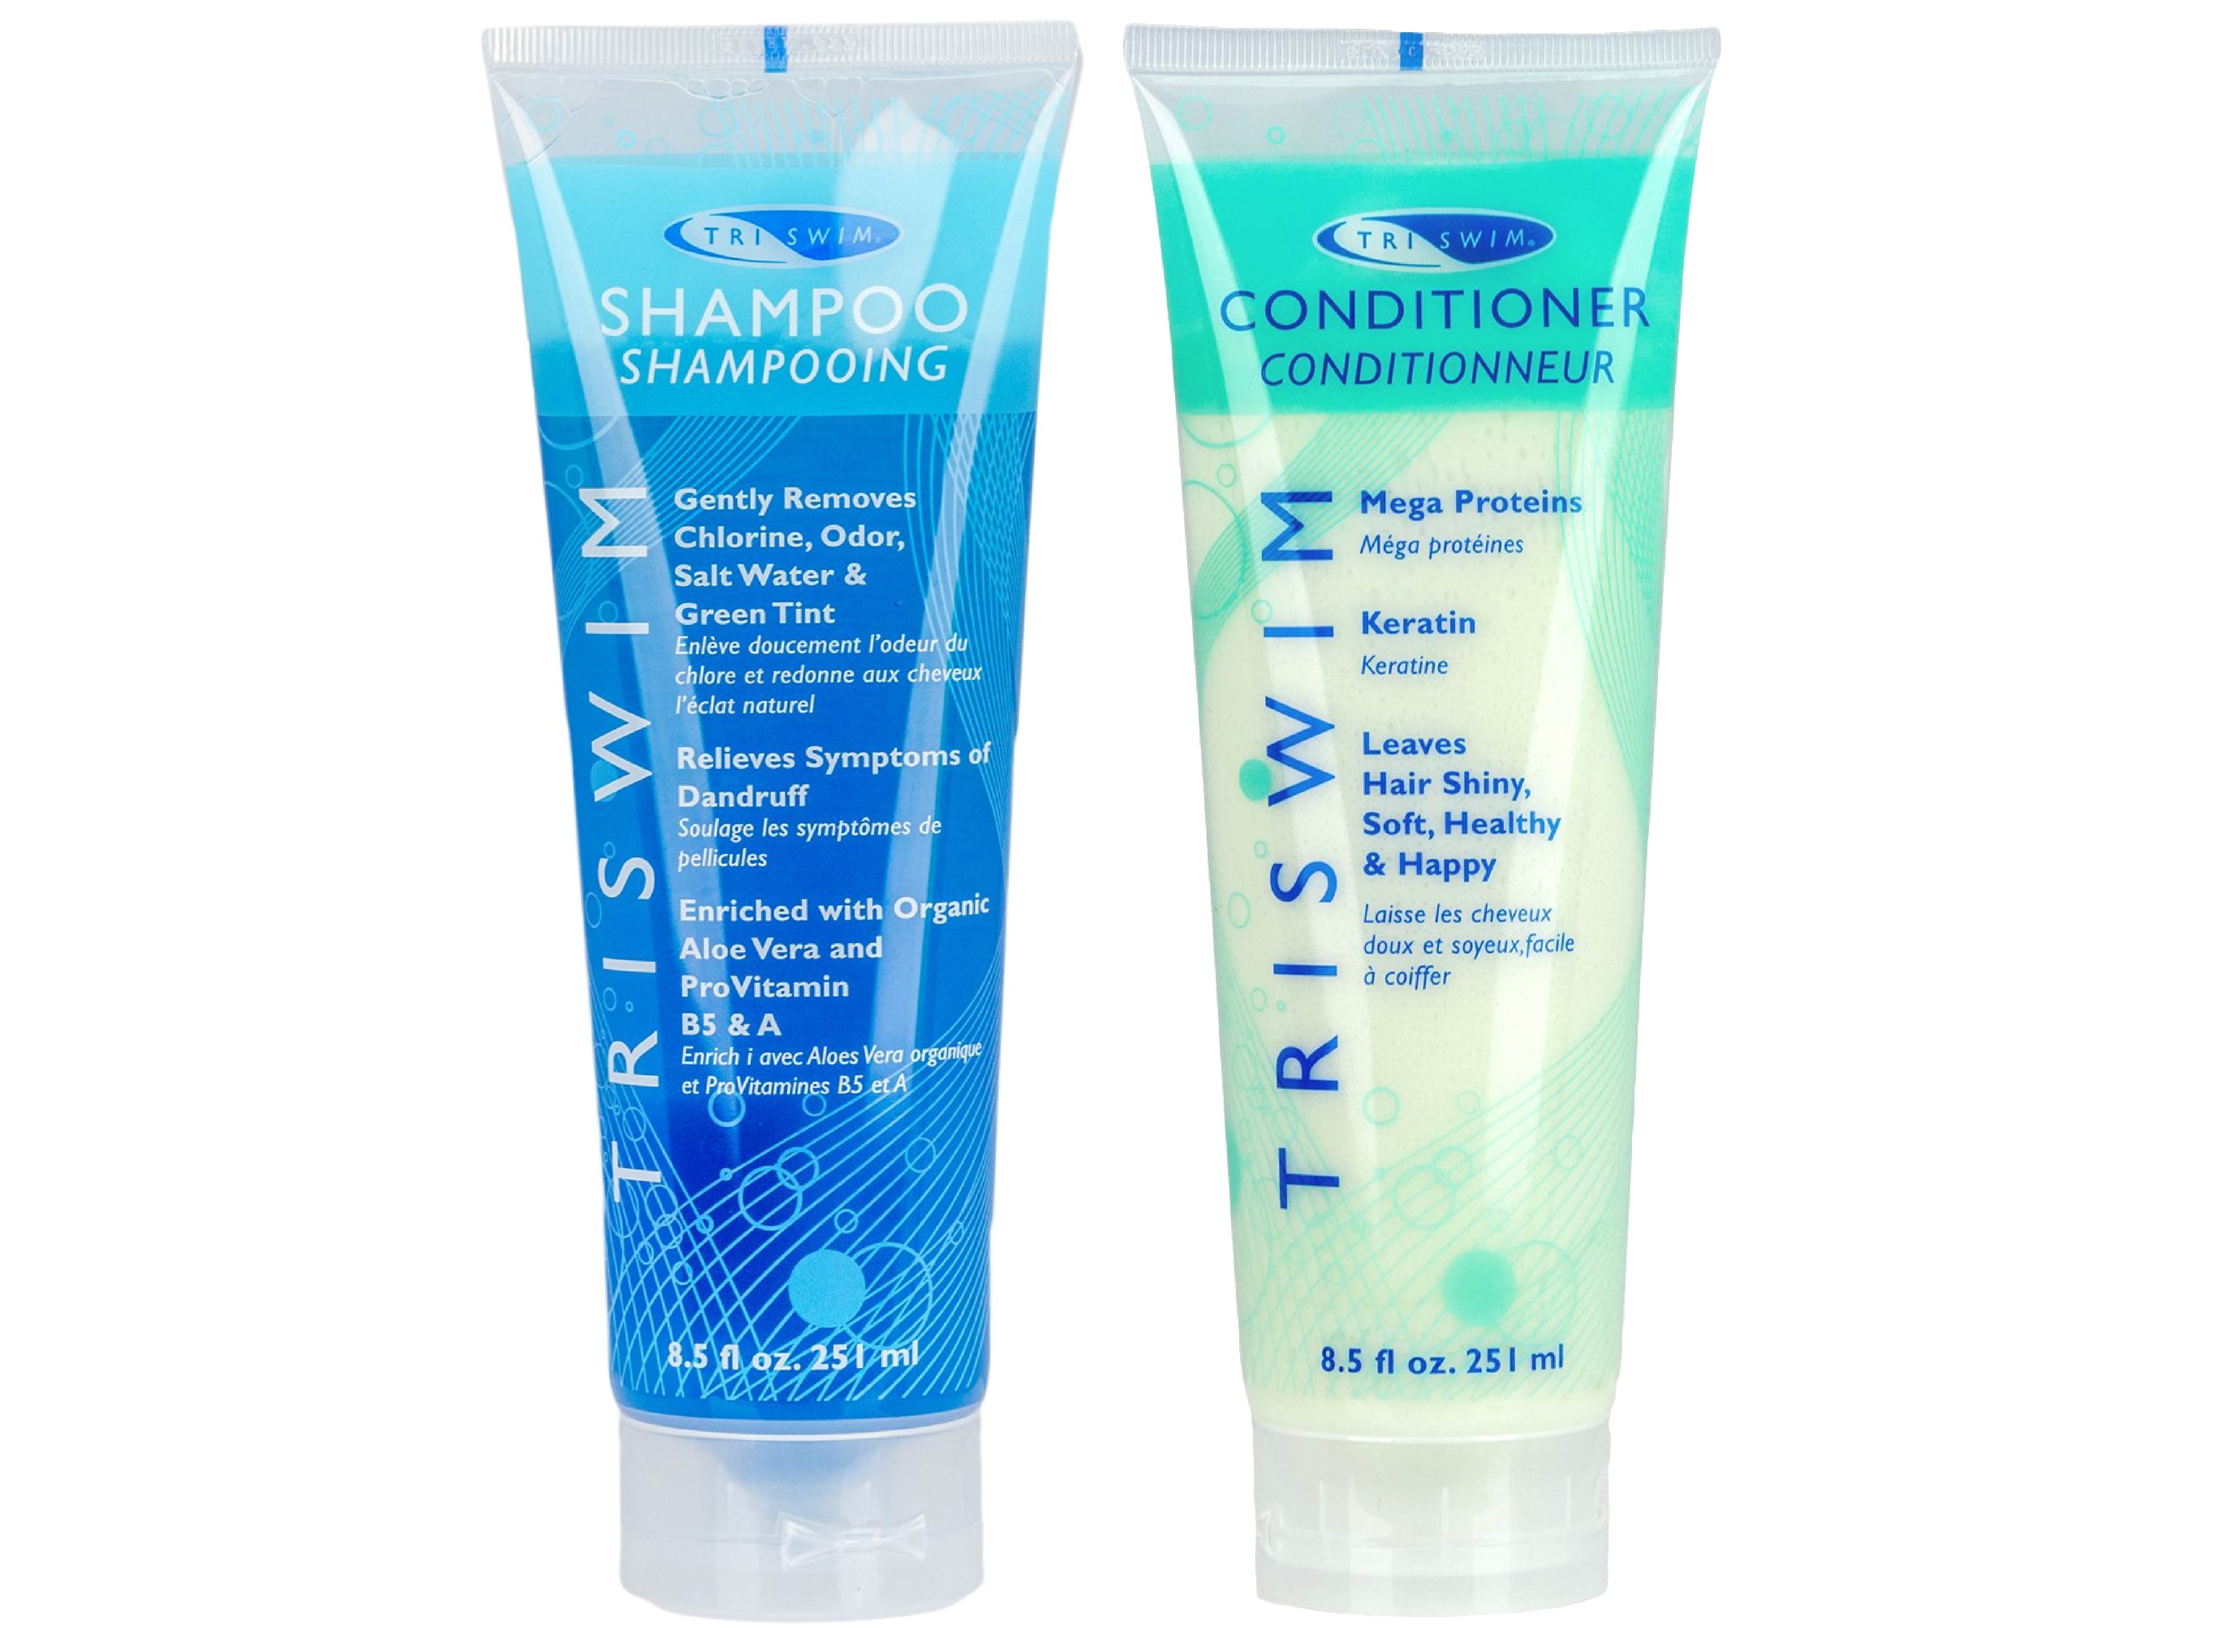 TRISWIM®
SHAMPOO
SHAMPOOING
TRISWIM
Gently Removes
Chlorine, Odor,
Salt Water &
Green Tint
Enlève doucement l'odeur du
chlore et redonne aux cheveux
l'éclat naturel
Relieves Symptoms of
Dandruff
Soulage les symptômes de
pellicules
Enriched with Organic
Aloe Vera and
ProVitamin
B5 & A
Enrich i avec Aloes Vera organique
et ProVitamines B5 et A
8.5 fl oz. 251 ml
TRISWIM®
CONDITIONER
CONDITIONNEUR
TRISWIM
Mega Proteins
Méga protéines
Keratin
Keratine
Leaves
Hair Shiny,
Soft, Healthy
& Happy
Laisse les cheveux
doux et soyeux,facile
à coiffer
8.5 fl oz. 251 ml